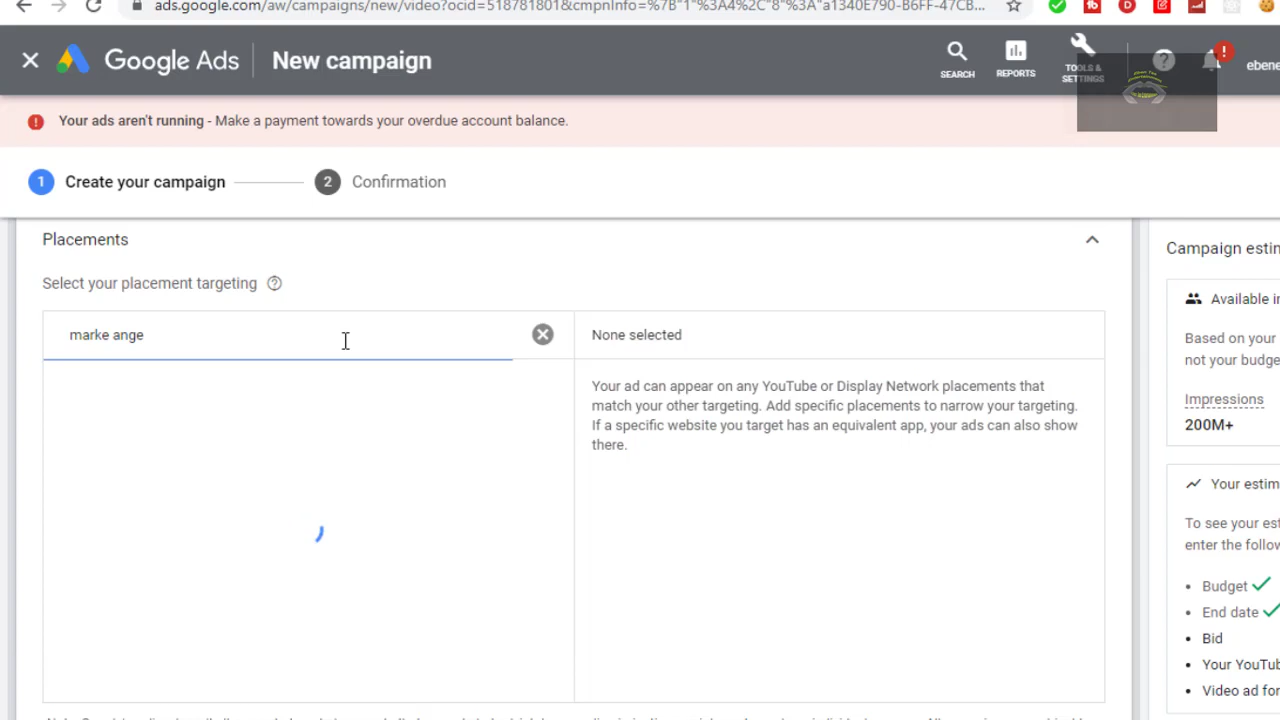 ads.google.com/aw/campaigns/new/video?ocid=518781801&cmpnInfo=%7B"1"%3A4%2C"8"%3A"a1340E790-B6FF-47CB...
Google Ads
New campaign
SEARCH
REPORTS
TOOLS &
SETTINGS
ebene
Your ads aren't running - Make a payment towards your overdue account balance.
1 Create your campaign
2 Confirmation
Placements
Select your placement targeting
marke ange
None selected
Your ad can appear on any YouTube or Display Network placements that
match your other targeting. Add specific placements to narrow your targeting.
If a specific website you target has an equivalent app, your ads can also show
there.
Campaign estin
Available in
Based on your
not your budge
Impressions
200M+
Your estim
To see your est
enter the follow
• Budget
• End date
• Bid
• Your YouTub
• Video ad for